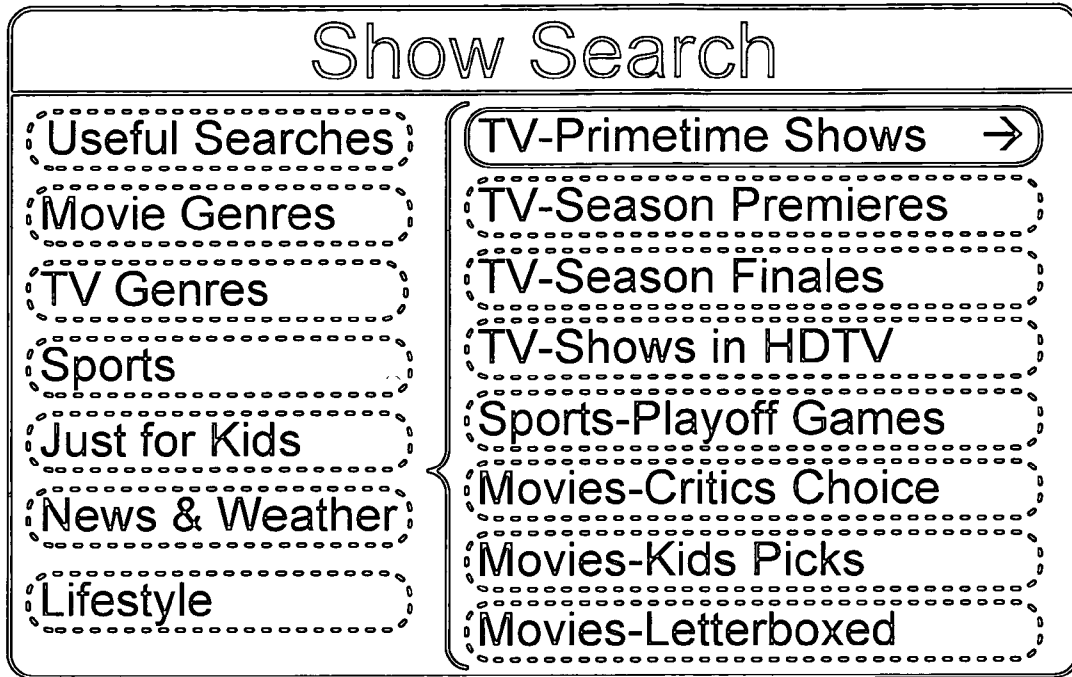 Show Search
Useful Searches
Movie Genres
TV Genres
Sports
Just for Kids
News & Weather
Lifestyle
TV-Primetime Shows →
TV-Season Premieres
TV-Season Finales
TV-Shows in HDTV
Sports-Playoff Games
Movies-Critics Choice
Movies-Kids Picks
Movies-Letterboxed